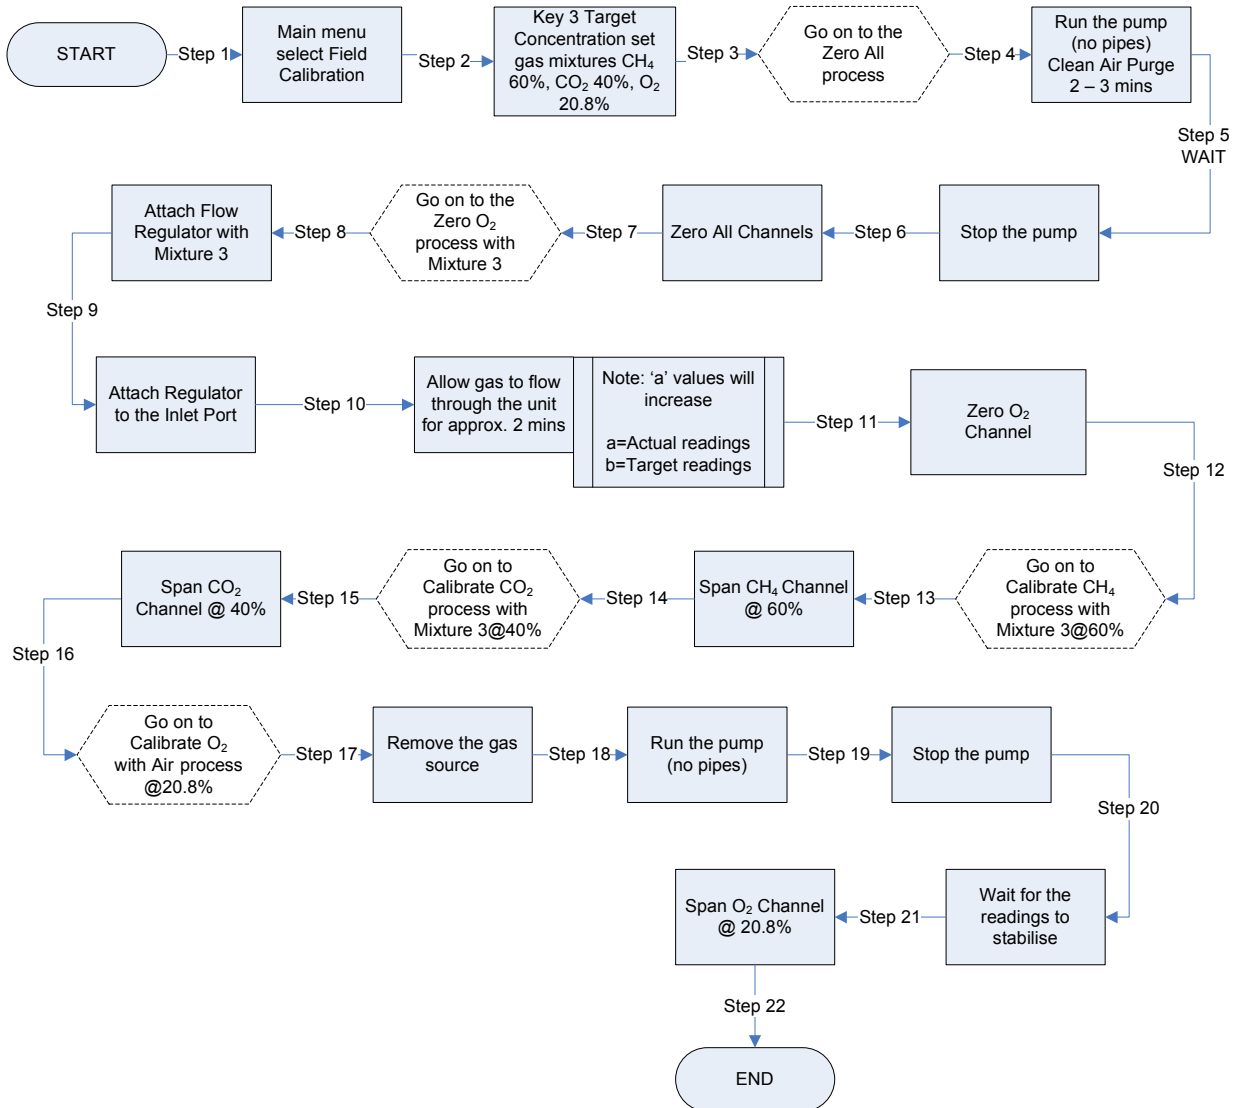 START
Step 1
Main menu
select Field
Calibration
Step 2
Key 3 Target
Concentration set
gas mixtures CH₄
60%, CO₂ 40%, O₂
20.8%
Step 3
Go on to the
Zero All
process
Step 4
Run the pump
(no pipes)
Clean Air Purge
2 – 3 mins
Step 5
WAIT
Stop the pump
Step 6
Zero All Channels
Step 7
Go on to the
Zero O₂
process with
Mixture 3
Step 8
Attach Flow
Regulator with
Mixture 3
Step 9
Attach Regulator
to the Inlet Port
Step 10
Allow gas to flow
through the unit
for approx. 2 mins
Note: ‘a’ values will
increase
a=Actual readings
b=Target readings
Step 11
Zero O₂
Channel
Step 12
Go on to
Calibrate CH₄
process with
Mixture 3@60%
Step 13
Span CH₄ Channel
@ 60%
Step 14
Go on to
Calibrate CO₂
process with
Mixture 3@40%
Step 15
Span CO₂
Channel @ 40%
Step 16
Go on to
Calibrate O₂
with Air process
@20.8%
Step 17
Remove the gas
source
Step 18
Run the pump
(no pipes)
Step 19
Stop the pump
Step 20
Wait for the
readings to
stabilise
Step 21
Span O₂ Channel
@ 20.8%
Step 22
END